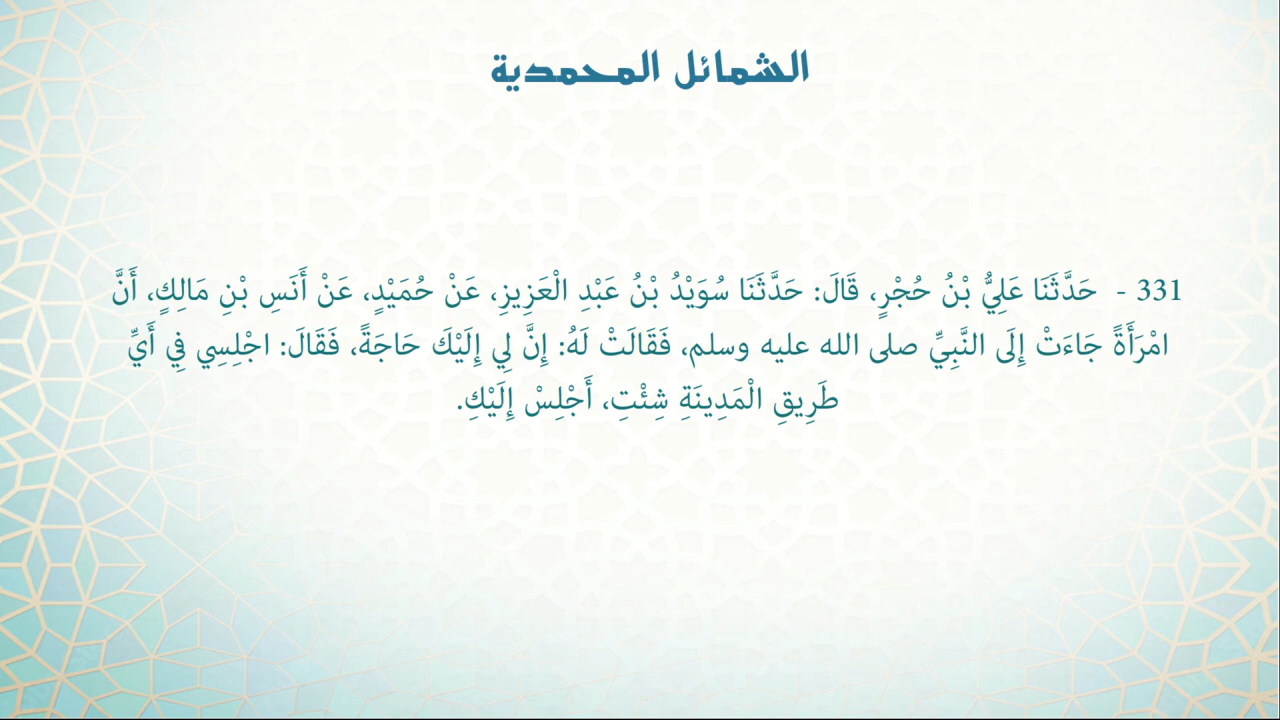 الشمائل المحمدية
331 - حَدَّثَنَا عَلِيُّ بْنُ حُجْرٍ، قَالَ: حَدَّثَنَا سُوَيْدُ بْنُ عَبْدِ الْعَزِيزِ، عَنْ حُمَيْدٍ، عَنْ أَنَسِ بْنِ مَالِكٍ، أَنَّ
امْرَأَةً جَاءَتْ إِلَى النَّبِيِّ صلى الله عليه وسلم، فَقَالَتْ لَهُ: إِنَّ لِي إِلَيْكَ حَاجَةً، فَقَالَ: اجْلِسِي فِي أَيِّ
طَرِيقِ الْمَدِينَةِ شِئْتِ، أَجْلِسْ إِلَيْكِ.